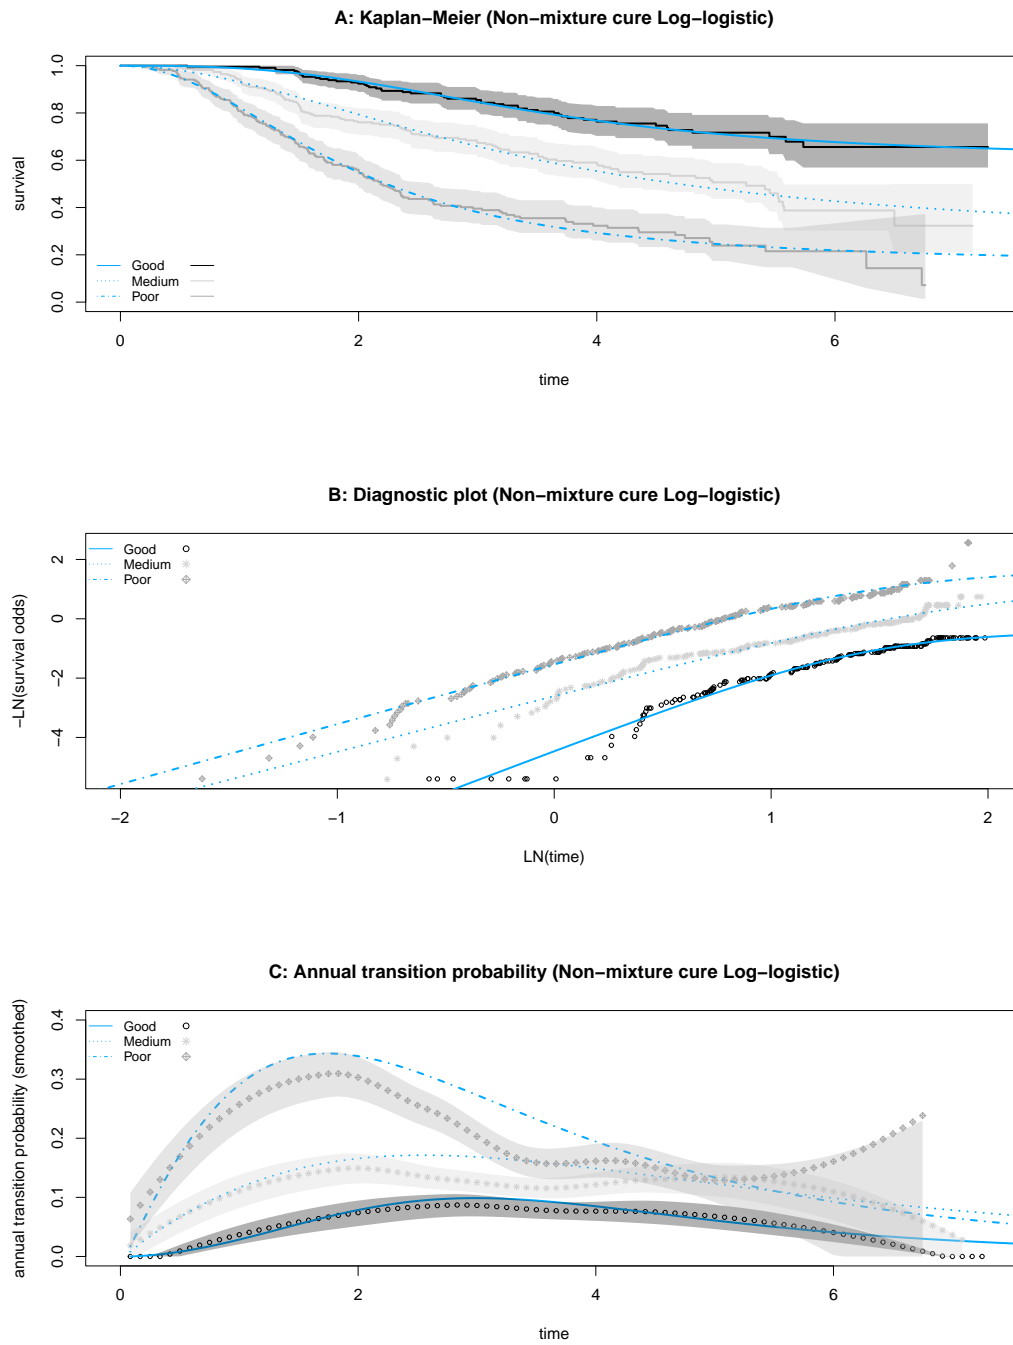 A: Kaplan−Meier (Non−mixture cure Log−logistic)
survival
1.0
0.8
0.6
0.4
0.2
0.0
Good
Medium
Poor
0 2 4 6
time
B: Diagnostic plot (Non−mixture cure Log−logistic)
−LN(survival odds)
2
0
−2
−4
Good
Medium
Poor
−2 −1 0 1 2
LN(time)
C: Annual transition probability (Non−mixture cure Log−logistic)
annual transition probability (smoothed)
0.4
0.3
0.2
0.1
0.0
Good
Medium
Poor
0 2 4 6
time